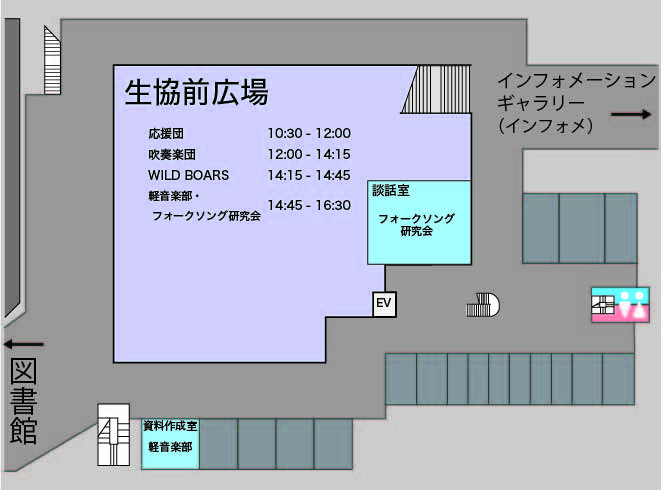 生協前広場
インフォメーション
ギャラリー
（インフォメ）
応援団 10:30 - 12:00
吹奏楽団 12:00 - 14:15
WILD BOARS 14:15 - 14:45
軽音楽部・
フォークソング研究会 14:45 - 16:30
談話室
フォークソング
研究会
EV
図書館
資料作成室
軽音楽部